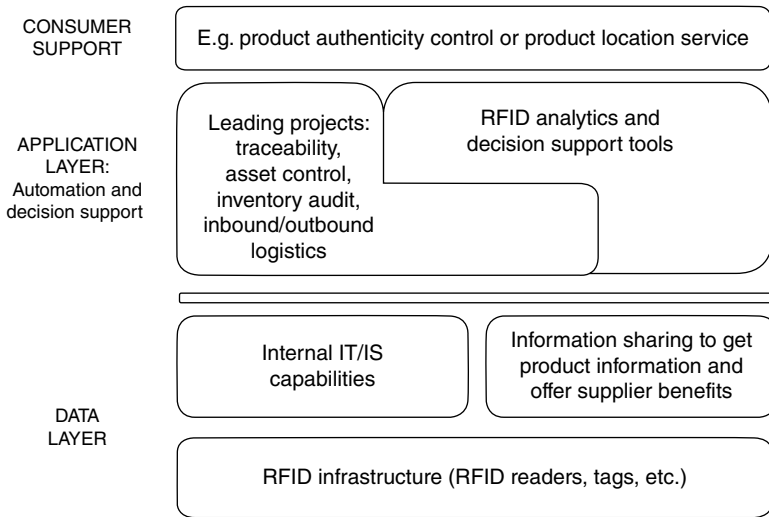 CONSUMER
SUPPORT
E.g. product authenticity control or product location service
APPLICATION
LAYER:
Automation and
decision support
Leading projects:
traceability,
asset control,
inventory audit,
inbound/outbound
logistics
RFID analytics and
decision support tools
DATA
LAYER
Internal IT/IS
capabilities
Information sharing to get
product information and
offer supplier benefits
RFID infrastructure (RFID readers, tags, etc.)